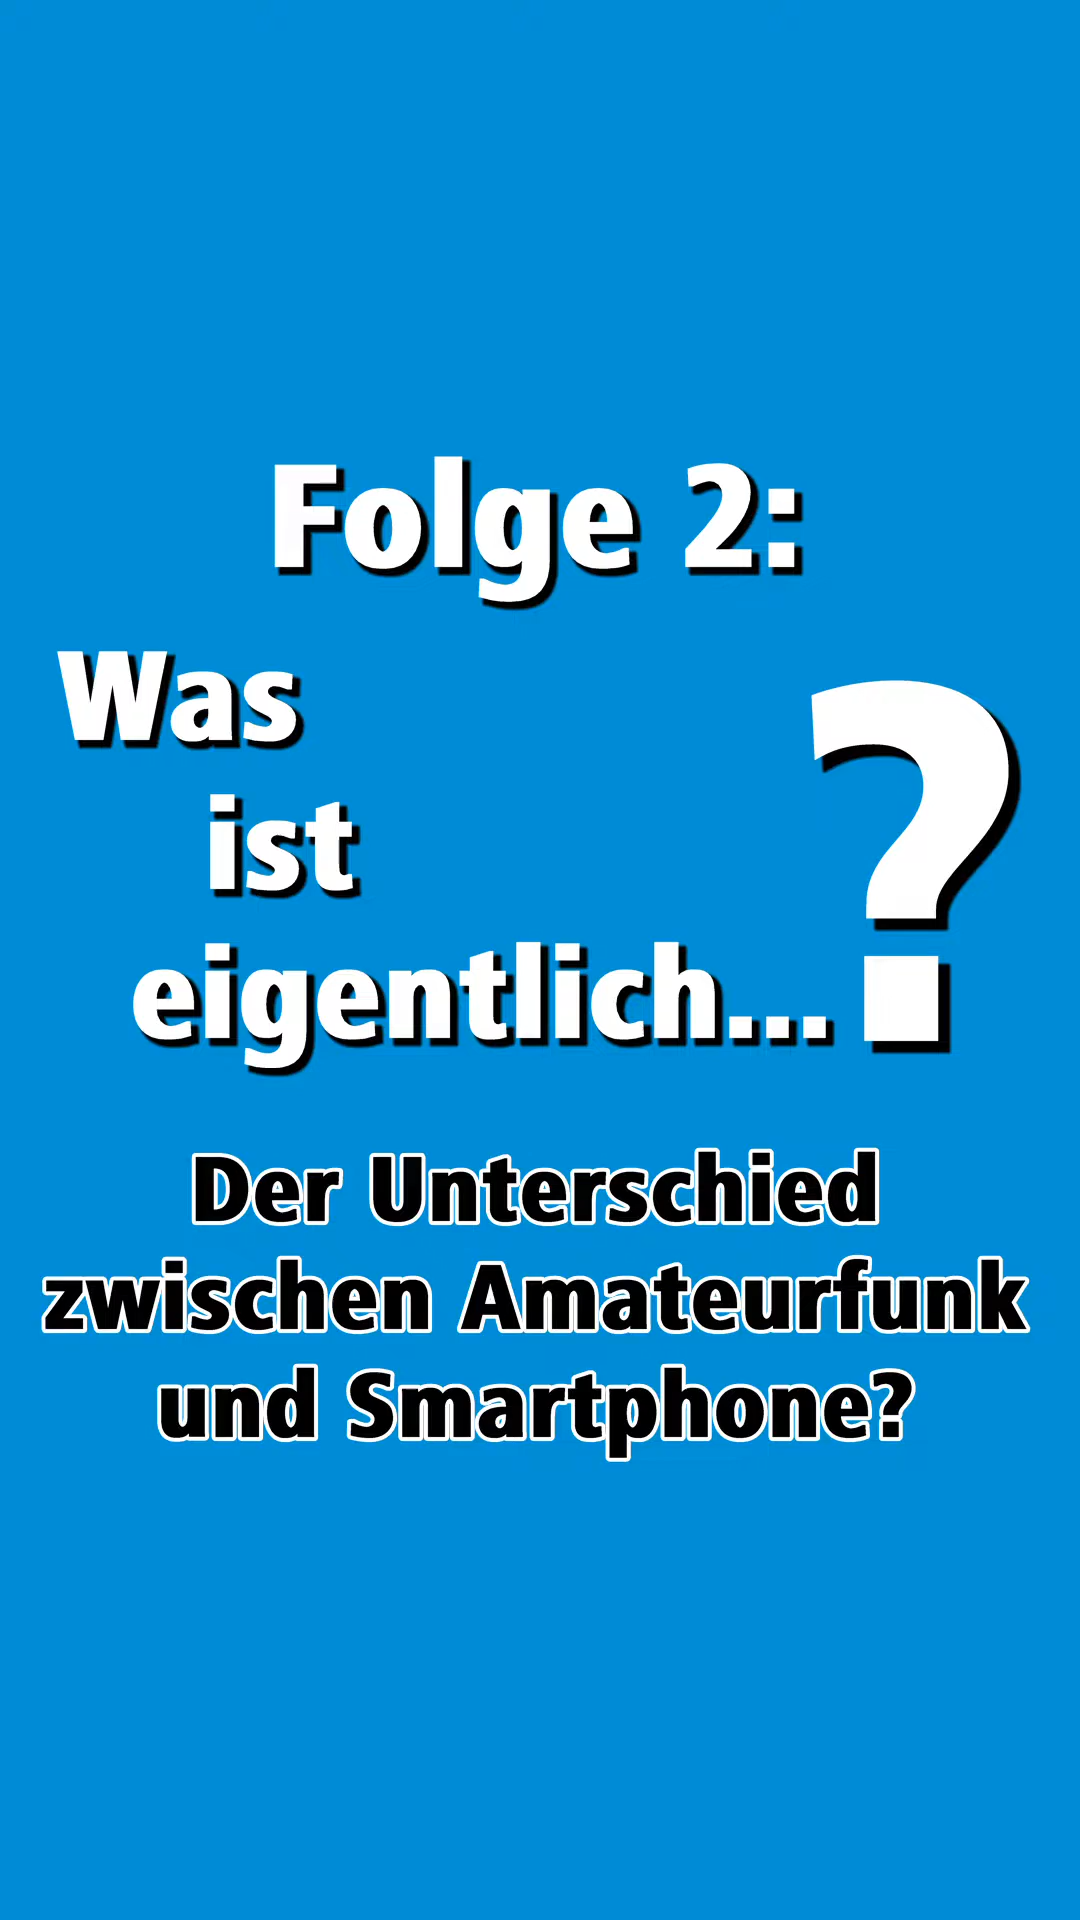 Folge 2:
Was
ist
eigentlich...?
Der Unterschied
zwischen Amateurfunk
und Smartphone?